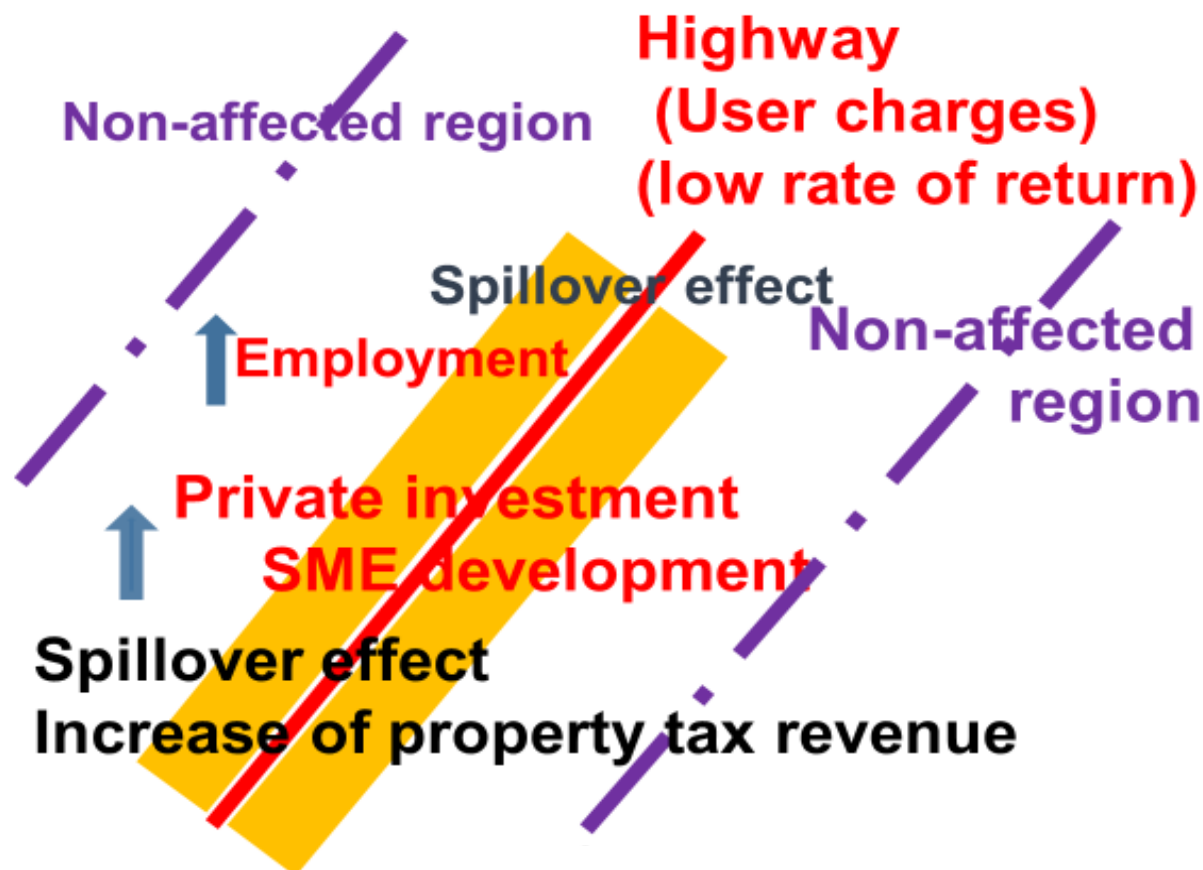 Highway
(User charges)
(low rate of return)
Non-affected region
Spillover effect
Non-affected
region
Employment
Private investment
SME development
Spillover effect
Increase of property tax revenue